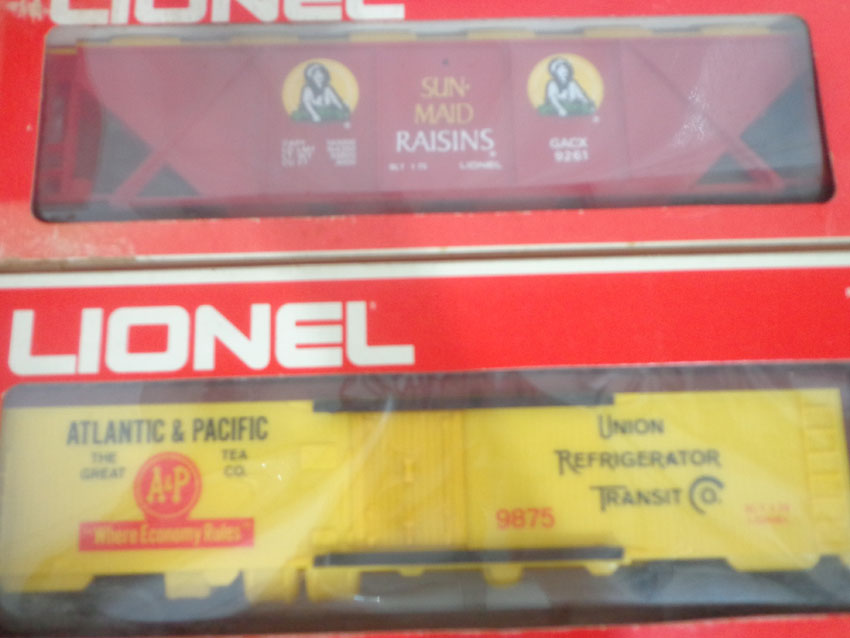 LIONEL
SUN-
MAID
RAISINS
LIONEL
GACX
9261
LIONEL
ATLANTIC & PACIFIC
THE TEA
GREAT CO.
A&P
"Where Economy Rules"
UNION
REFRIGERATOR
TRANSIT CO.
9875